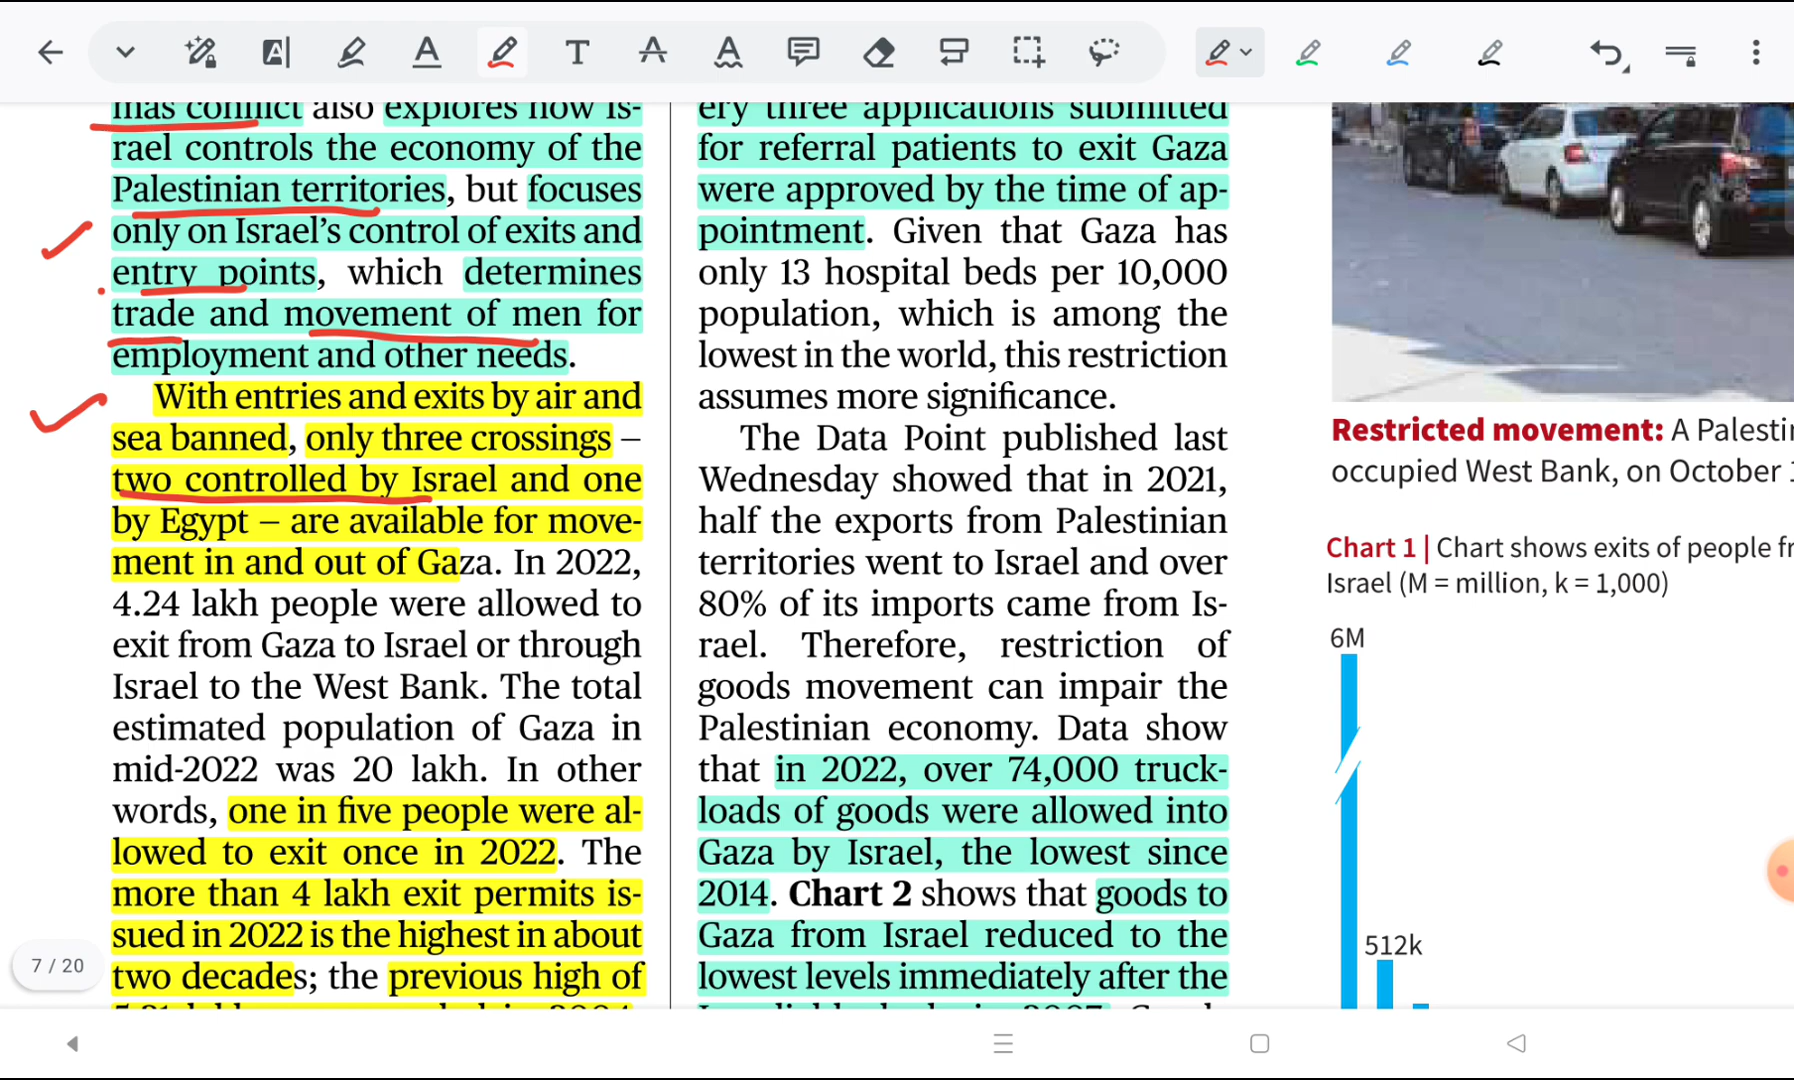 mas conflict also explores how Is-
rael controls the economy of the
Palestinian territories, but focuses
only on Israel’s control of exits and
entry points, which determines
trade and movement of men for
employment and other needs.
With entries and exits by air and
sea banned, only three crossings –
two controlled by Israel and one
by Egypt – are available for move-
ment in and out of Gaza. In 2022,
4.24 lakh people were allowed to
exit from Gaza to Israel or through
Israel to the West Bank. The total
estimated population of Gaza in
mid-2022 was 20 lakh. In other
words, one in five people were al-
lowed to exit once in 2022. The
more than 4 lakh exit permits is-
sued in 2022 is the highest in about
two decades; the previous high of
ery three applications submitted
for referral patients to exit Gaza
were approved by the time of ap-
pointment. Given that Gaza has
only 13 hospital beds per 10,000
population, which is among the
lowest in the world, this restriction
assumes more significance.
The Data Point published last
Wednesday showed that in 2021,
half the exports from Palestinian
territories went to Israel and over
80% of its imports came from Is-
rael. Therefore, restriction of
goods movement can impair the
Palestinian economy. Data show
that in 2022, over 74,000 truck-
loads of goods were allowed into
Gaza by Israel, the lowest since
2014. Chart 2 shows that goods to
Gaza from Israel reduced to the
lowest levels immediately after the
Restricted movement: A Palesti
occupied West Bank, on October
Chart 1 | Chart shows exits of people fr
Israel (M = million, k = 1,000)
6M
512k
7 / 20